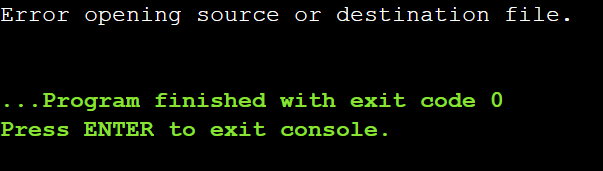 Error opening source or destination file.
...Program finished with exit code 0
Press ENTER to exit console.